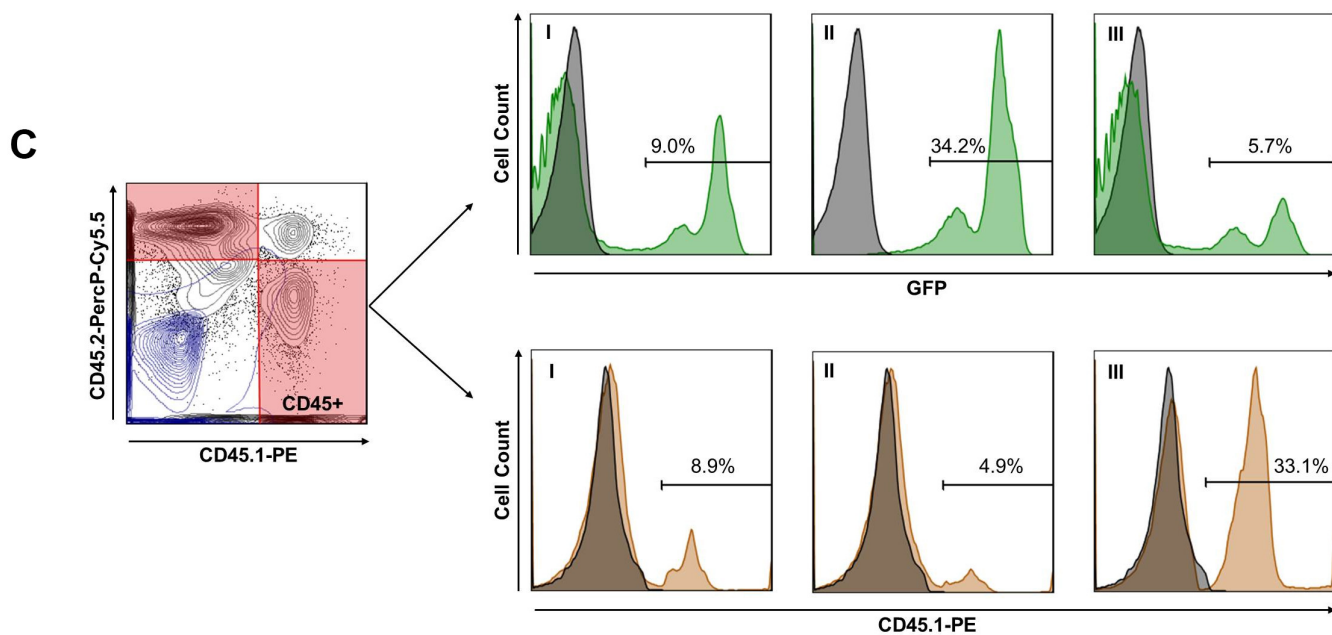 C
CD45.2-PercP-Cy5.5
CD45+
CD45.1-PE
Cell Count
I
9.0%
II
34.2%
III
5.7%
GFP
Cell Count
I
8.9%
II
4.9%
III
33.1%
CD45.1-PE